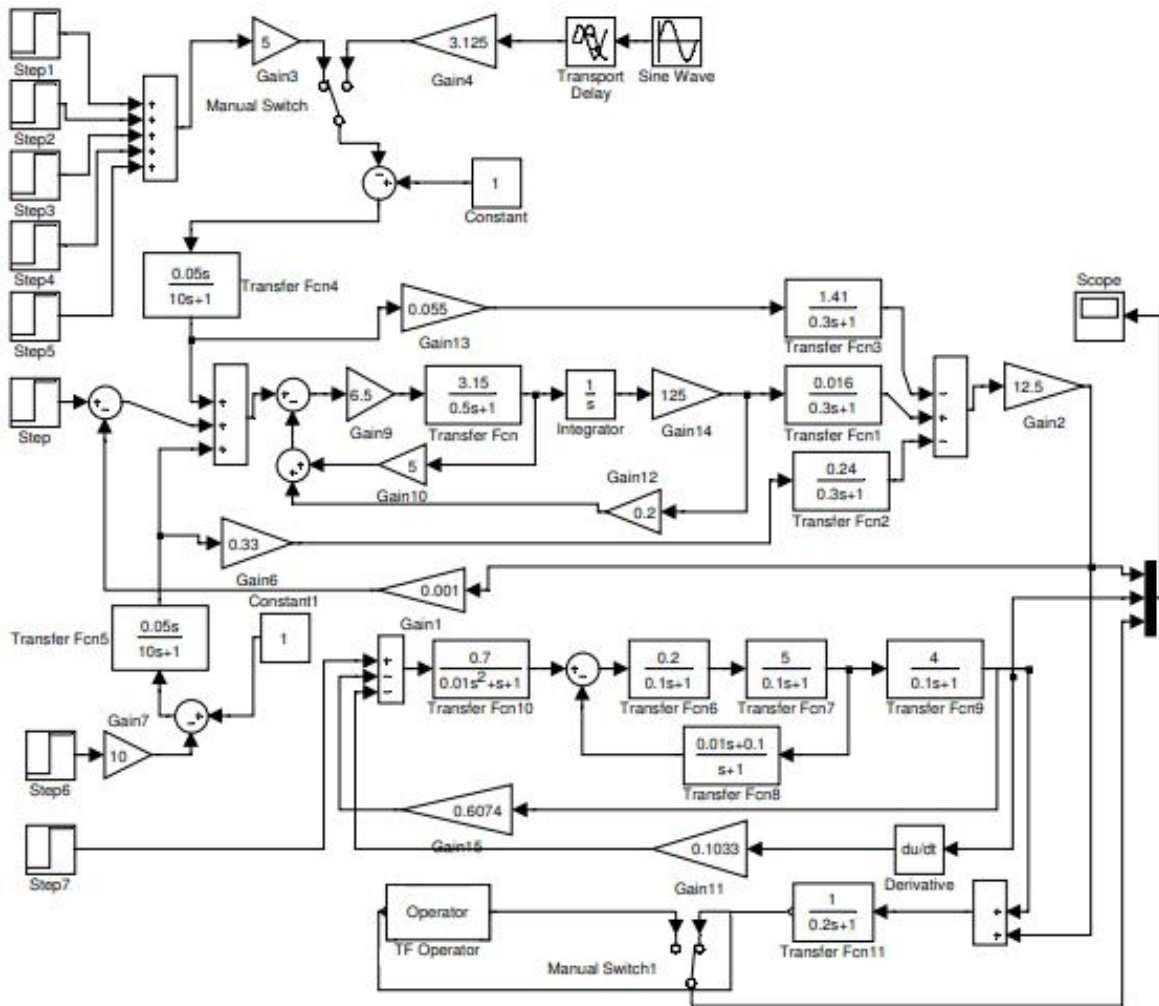 Step1
Step2
Step3
Step4
Step5
5
Gain3
3.125
Gain4
Transport
Delay
Sine Wave
Manual Switch
+
+
+
+
+
-
+
1
Constant
0.05s
10s+1
Transfer Fcn4
0.055
Gain13
1.41
0.3s+1
Transfer Fcn3
Scope
Step
+
-
+
+
+
+
-
6.5
Gain9
3.15
0.5s+1
Transfer Fcn
1
s
Integrator
125
Gain14
0.016
0.3s+1
Transfer Fcn1
-
+
-
12.5
Gain2
+
+
5
Gain10
Gain12
0.2
0.24
0.3s+1
Transfer Fcn2
0.33
Gain6
0.001
Gain1
Transfer Fcn5
0.05s
10s+1
Constant1
1
Gain7
-
+
10
Step6
+
-
-
0.7
0.01s²+s+1
Transfer Fcn10
+
-
0.2
0.1s+1
Transfer Fcn6
5
0.1s+1
Transfer Fcn7
4
0.1s+1
Transfer Fcn9
0.01s+0.1
s+1
Transfer Fcn8
0.6074
Gain15
Step7
0.1033
Gain11
du/dt
Derivative
Operator
TF Operator
Manual Switch1
1
0.2s+1
Transfer Fcn11
+
+